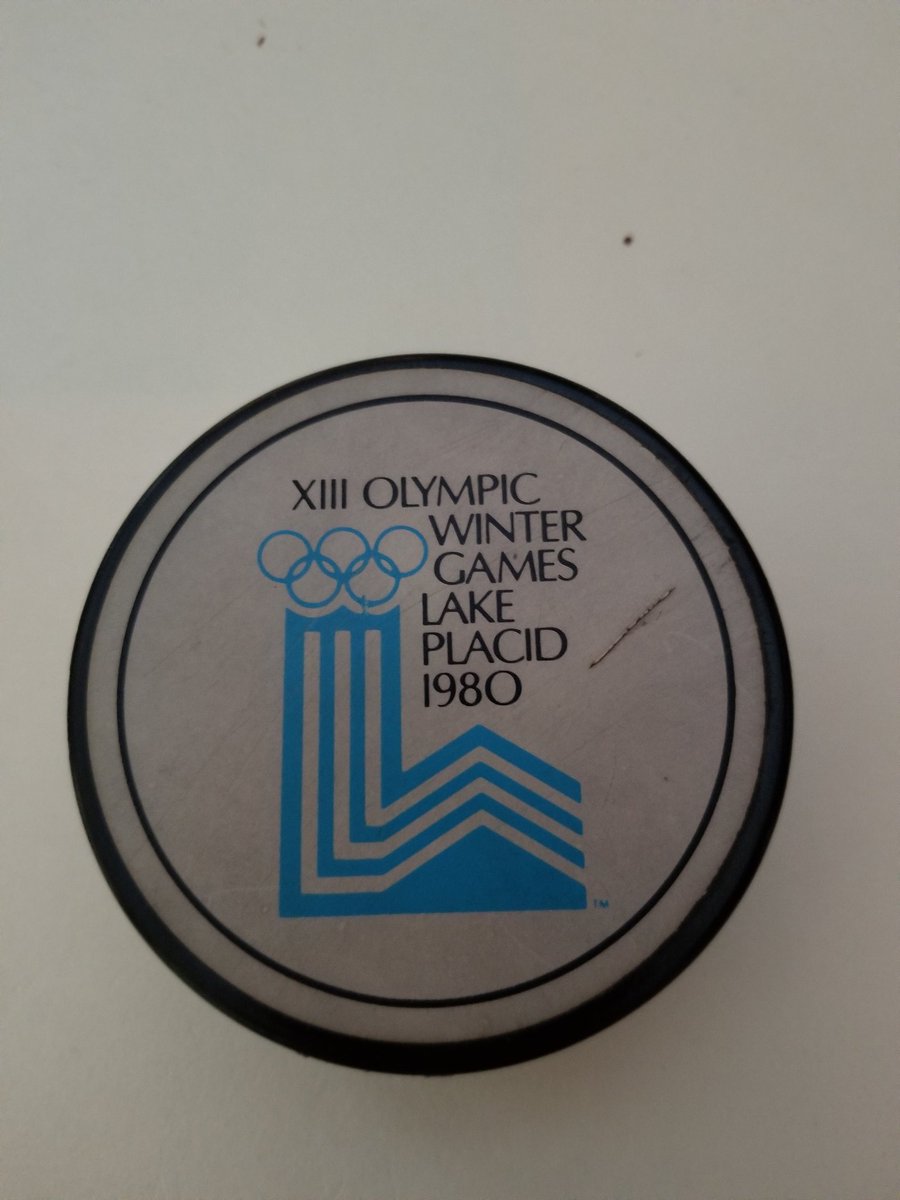 XIII OLYMPIC
WINTER
GAMES
LAKE
PLACID
1980
TM